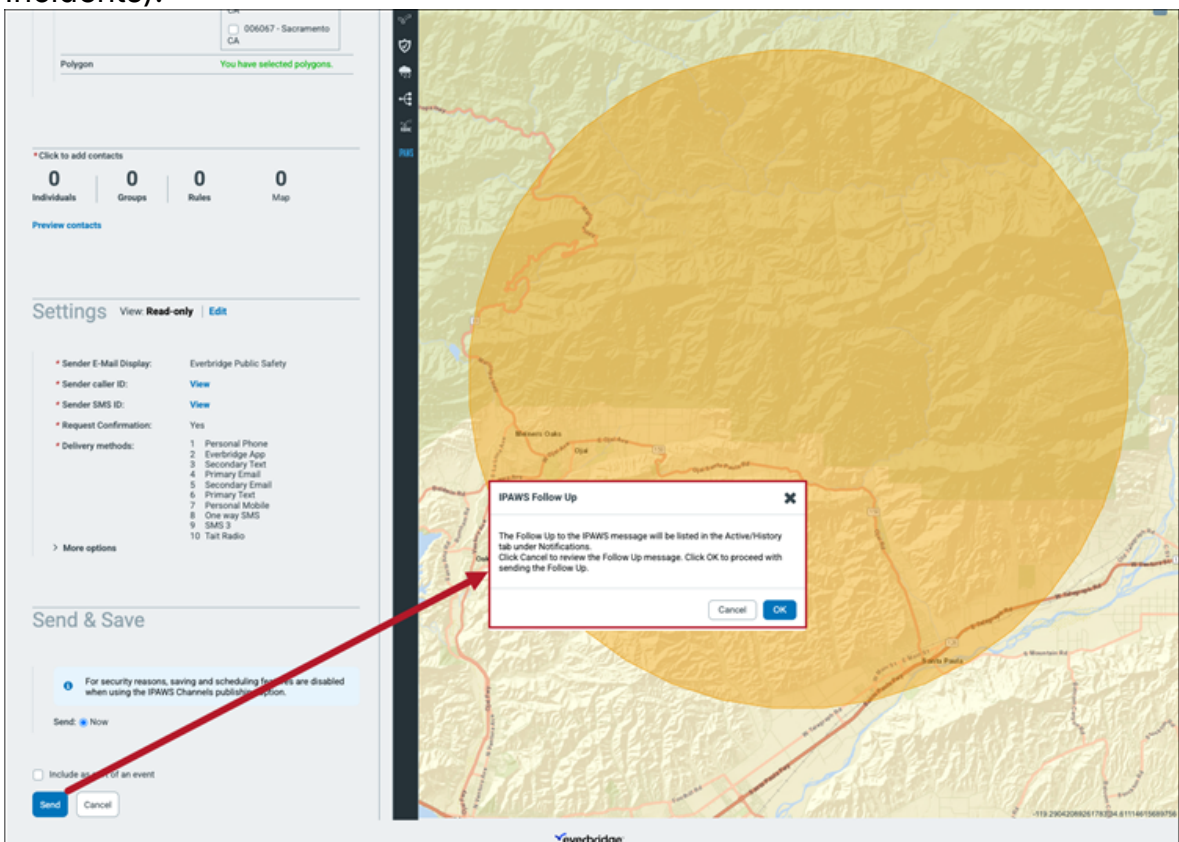 CA
006067 - Sacramento
CA
Polygon You have selected polygons.
*Click to add contacts
0 0 0 0
Individuals Groups Rules Map
Preview contacts
Settings View: Read-only | Edit
* Sender E-Mail Display: Everbridge Public Safety
* Sender caller ID: View
* Sender SMS ID: View
* Request Confirmation: Yes
* Delivery methods: 1 Personal Phone
2 Everbridge App
3 Secondary Text
4 Primary Email
5 Secondary Email
6 Primary Text
7 Personal Mobile
8 One way SMS
9 SMS 3
10 Tait Radio
> More options
Send & Save
For security reasons, saving and scheduling features are disabled
when using the IPAWS Channels publishing option.
Send: Now
Include as part of an event
Send Cancel
IPAWS
Meiners Oaks
Ojai
E Ojai Ave
IPAWS Follow Up
The Follow Up to the IPAWS message will be listed in the Active/History
tab under Notifications.
Click Cancel to review the Follow Up message. Click OK to proceed with
sending the Follow Up.
Cancel OK
Santa Paula
S Mountain Rd
everbridge